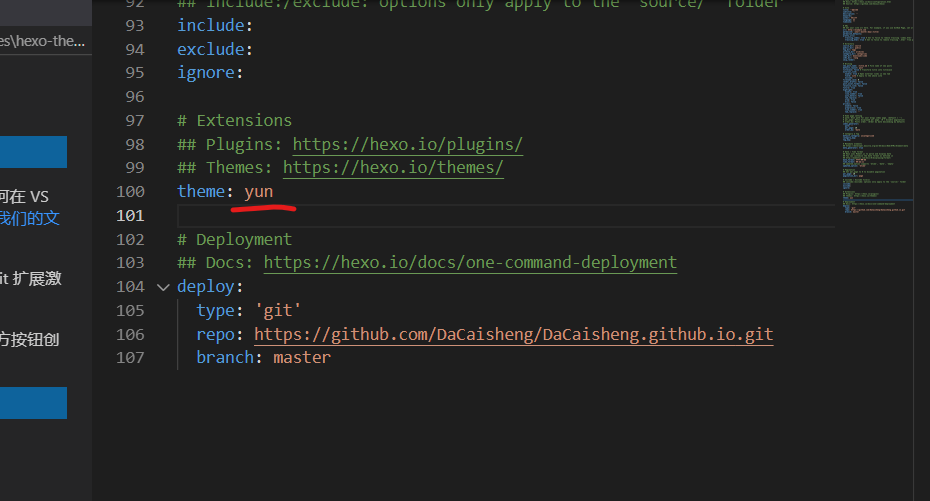 es\hexo-the...
何在 VS
我们的文
it 扩展激
方按钮创
92 ## Include:/exclude: options only apply to the 'source/' folder
93 include:
94 exclude:
95 ignore:
96
97 # Extensions
98 ## Plugins: https://hexo.io/plugins/
99 ## Themes: https://hexo.io/themes/
100 theme: yun
101
102 # Deployment
103 ## Docs: https://hexo.io/docs/one-command-deployment
104 deploy:
105 type: 'git'
106 repo: https://github.com/DaCaisheng/DaCaisheng.github.io.git
107 branch: master